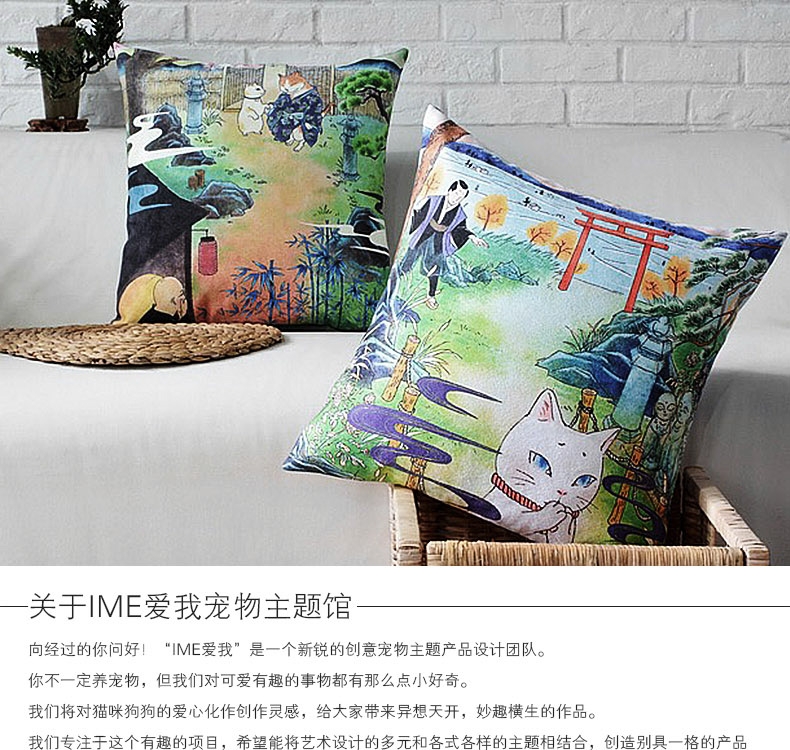 关于IME爱我宠物主题馆
向经过的你问好！“IME爱我”是一个新锐的创意宠物主题产品设计团队。
你不一定养宠物，但我们对可爱有趣的事物都有那么点小好奇。
我们将对猫咪狗狗的爱心化作创作灵感，给大家带来异想天开，妙趣横生的作品。
我们专注于这个有趣的项目，希望能将艺术设计的多元和各式各样的主题相结合，创造别具一格的产品